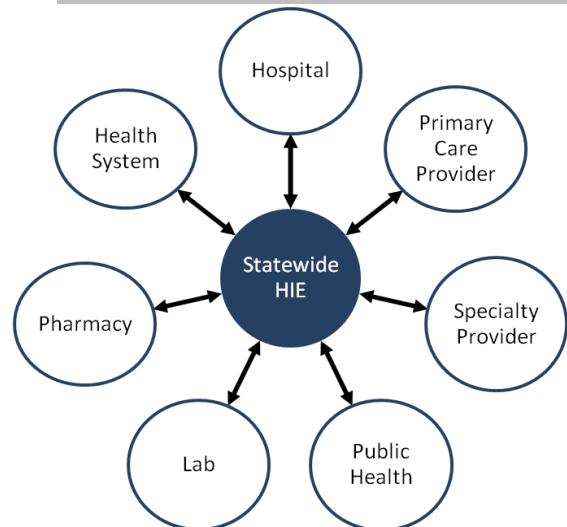 Hospital
Health
System
Primary
Care
Provider
Statewide
HIE
Pharmacy
Specialty
Provider
Lab
Public
Health